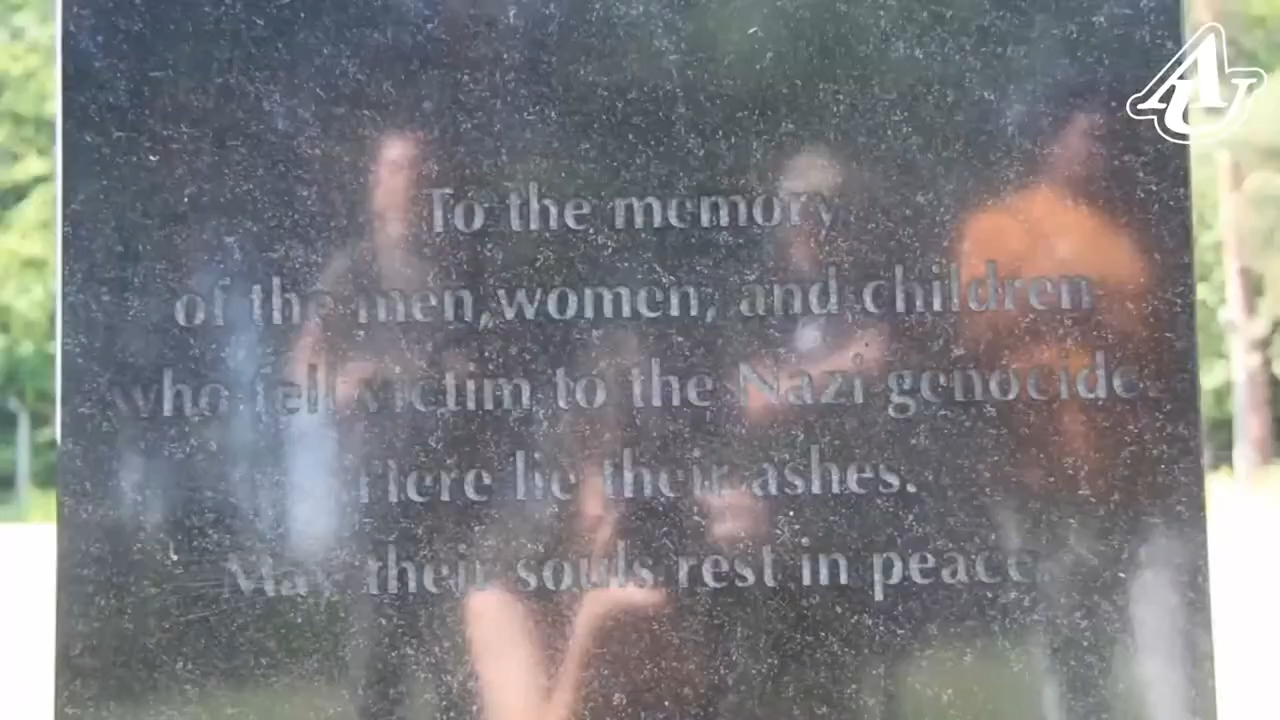 AU
To the memory
of the men, women, and children
who fell victim to the Nazi genocide.
Here lie their ashes.
May their souls rest in peace.